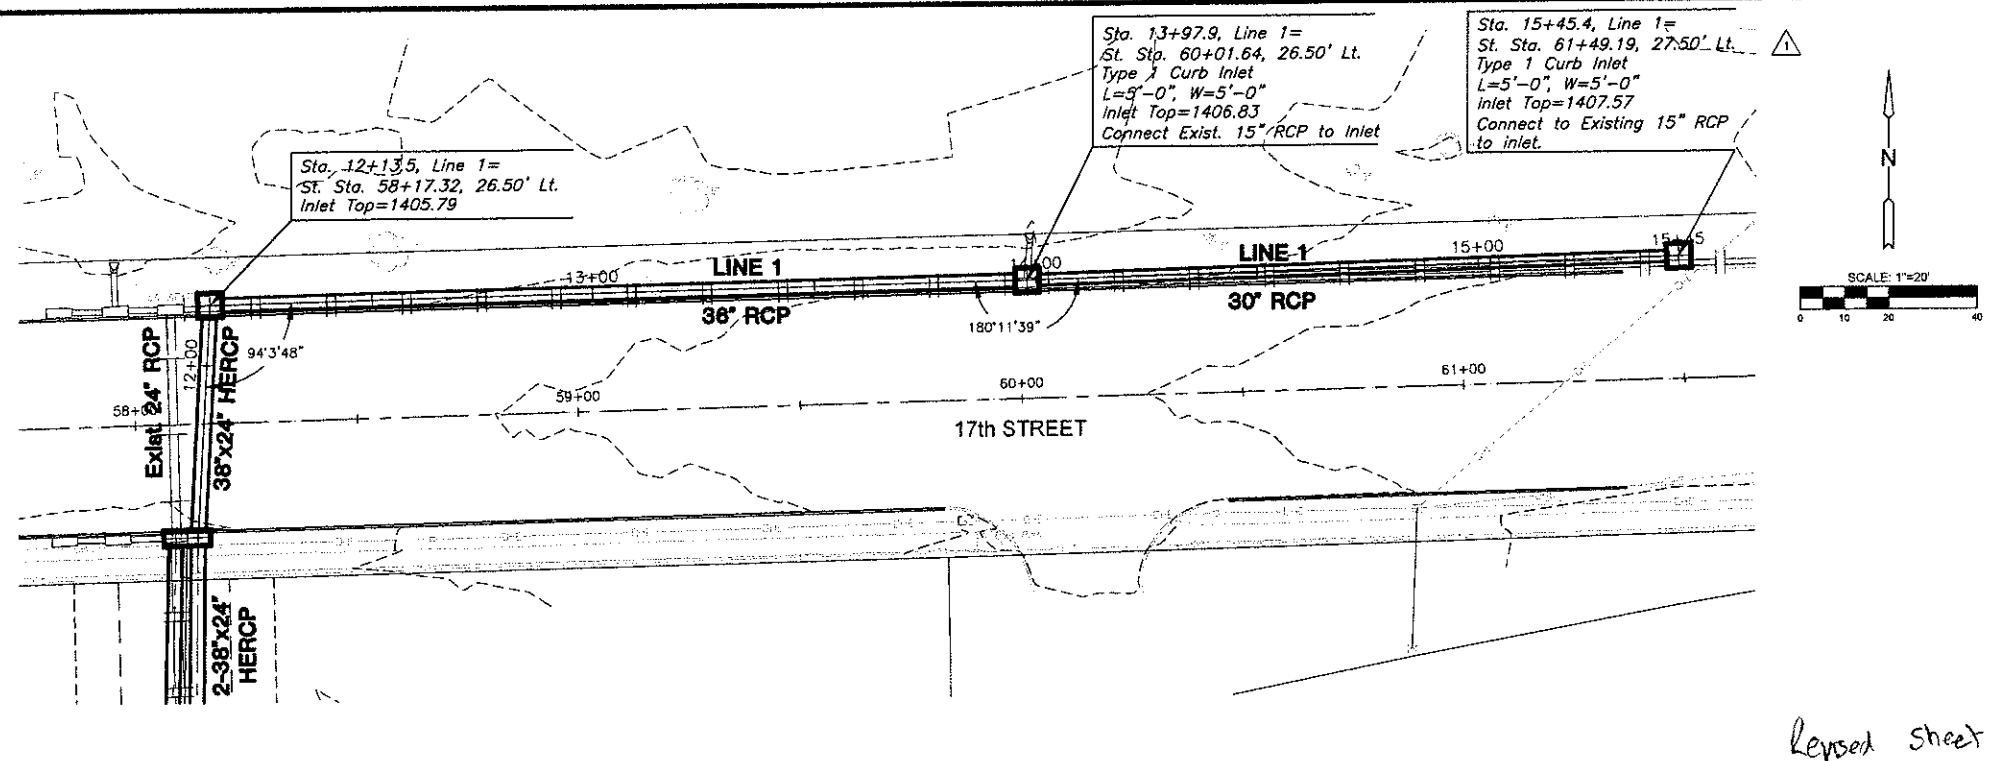 Sta. 13+97.9, Line 1=
St. Sta. 60+01.64, 26.50' Lt.
Type 1 Curb Inlet
L=5'-0", W=5'-0"
Inlet Top=1406.83
Connect Exist. 15" RCP to Inlet
Sta. 15+45.4, Line 1=
St. Sta. 61+49.19, 27.50' Lt.
Type 1 Curb Inlet
L=5'-0", W=5'-0"
Inlet Top=1407.57
Connect to Existing 15" RCP
to inlet.
1
Sta. 12+13.5, Line 1=
St. Sta. 58+17.32, 26.50' Lt.
Inlet Top=1405.79
N
SCALE: 1"=20'
0 10 20 40
13+00
LINE 1
LINE 1
15+00
36" RCP
30" RCP
180°11'39"
94°3'48"
Exist. 24" RCP
12+00
38"x24" HERCP
59+00
60+00
61+00
17th STREET
2-38"x24"
HERCP
Revised Sheet